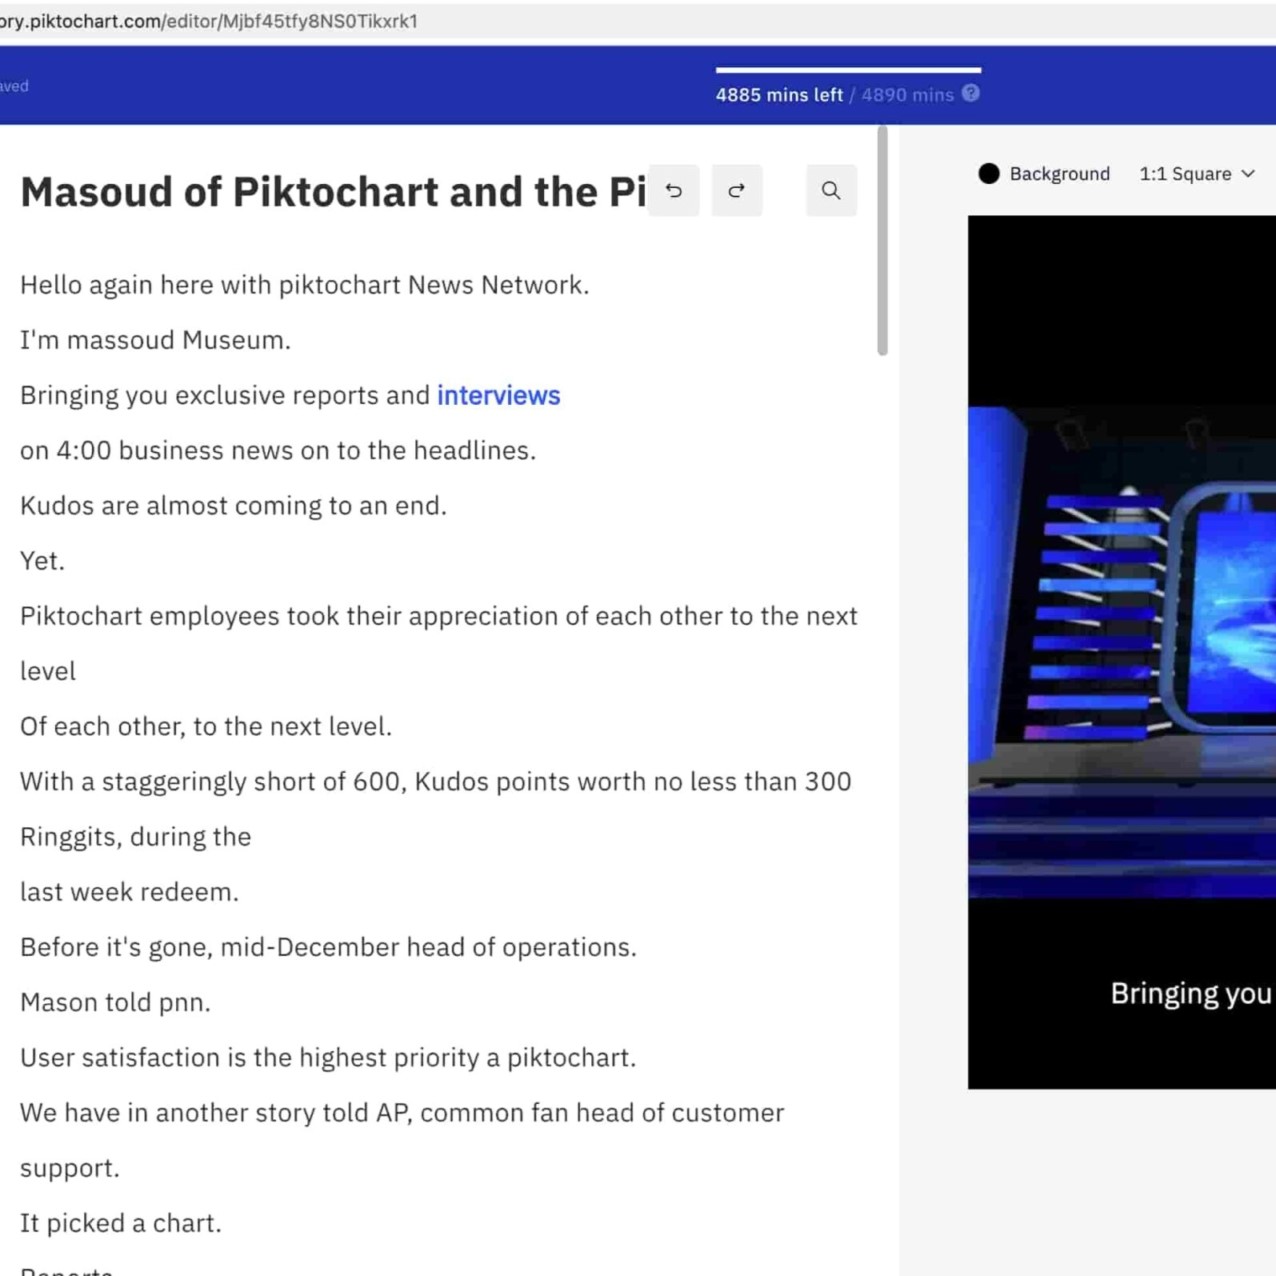 ory.piktochart.com/editor/Mjbf45tfy8NS0Tikxrk1
aved
4885 mins left / 4890 mins ?
Masoud of Piktochart and the Pi
Background 1:1 Square
Hello again here with piktochart News Network.
I'm massoud Museum.
Bringing you exclusive reports and interviews
on 4:00 business news on to the headlines.
Kudos are almost coming to an end.
Yet.
Piktochart employees took their appreciation of each other to the next
level
Of each other, to the next level.
With a staggeringly short of 600, Kudos points worth no less than 300
Ringgits, during the
last week redeem.
Before it's gone, mid-December head of operations.
Mason told pnn.
User satisfaction is the highest priority a piktochart.
We have in another story told AP, common fan head of customer
support.
It picked a chart.
Reports
Bringing you